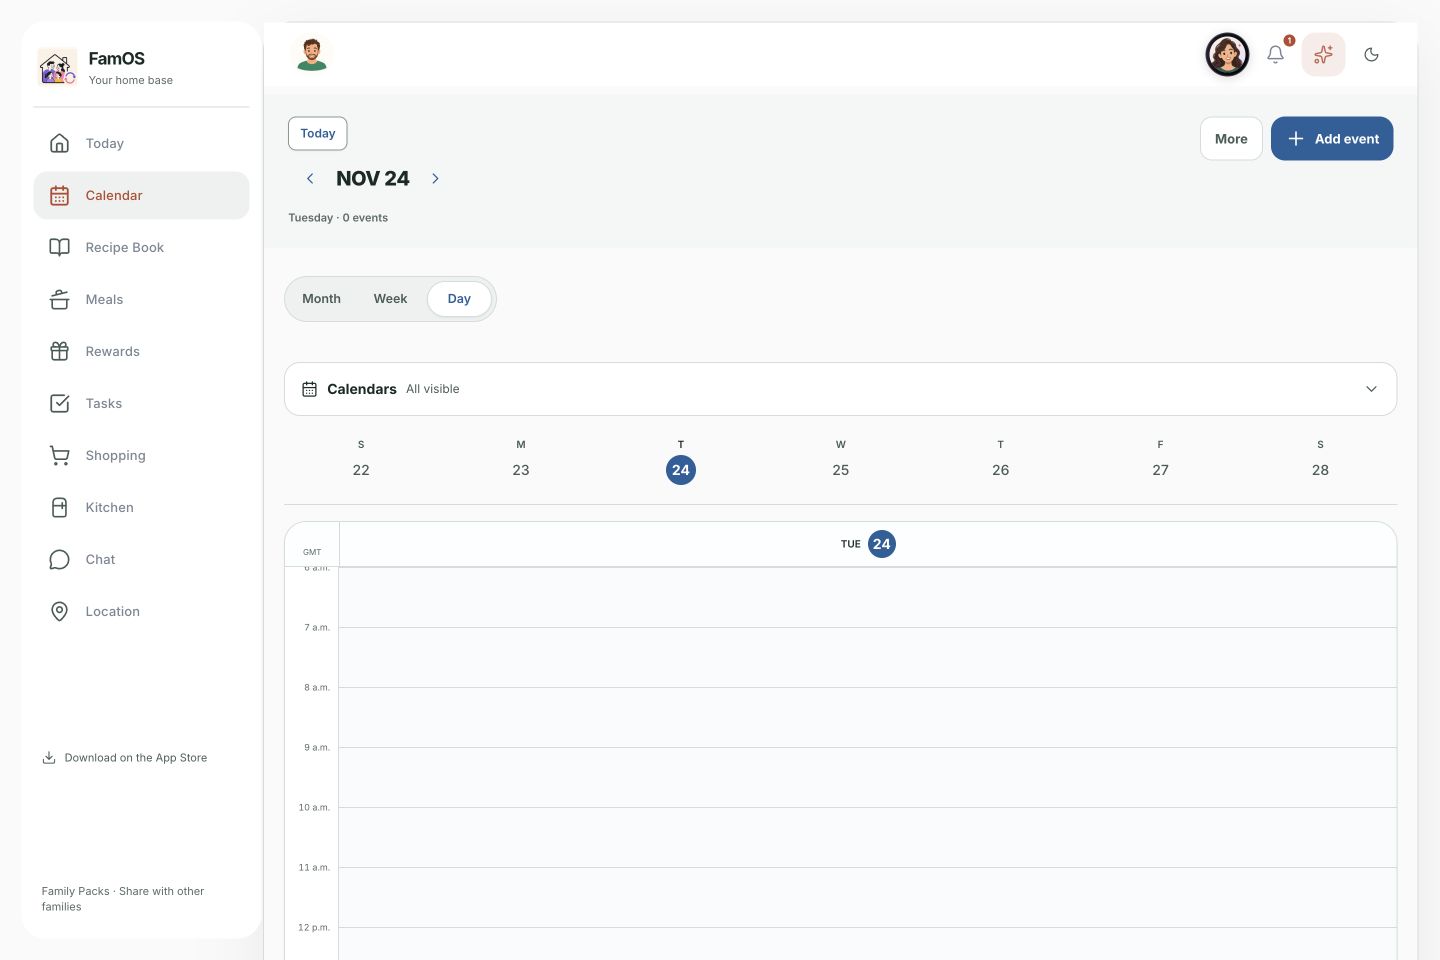 FamOS
Your home base
Today
Calendar
Recipe Book
Meals
Rewards
Tasks
Shopping
Kitchen
Chat
Location
Download on the App Store
Family Packs · Share with other
families
1
Today
NOV 24
Tuesday · 0 events
More
Add event
Month
Week
Day
Calendars All visible
S M T W T F S
22 23 24 25 26 27 28
GMT
TUE 24
6 a.m.
7 a.m.
8 a.m.
9 a.m.
10 a.m.
11 a.m.
12 p.m.